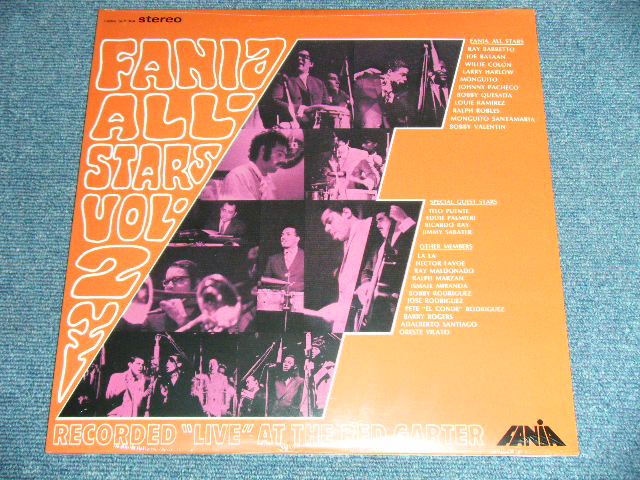 stereo
FANIA
ALL
STARS
VOL.
2
FANIA ALL STARS
RAY BARRETTO
JOE BATAAN
WILLIE COLON
LARRY HARLOW
MONGUITO
JOHNNY PACHECO
BOBBY QUESADA
LOUIE RAMIREZ
RALPH ROBLES
MONGUITO SANTAMARIA
BOBBY VALENTIN
SPECIAL GUEST STARS
TITO PUENTE
EDDIE PALMIERI
RICARDO RAY
JIMMY SABATER
OTHER MEMBERS
LA LA
HECTOR LAVOE
RAY MALDONADO
RALPH MARZAN
ISMAEL MIRANDA
BOBBY RODRIGUEZ
JOSE RODRIGUEZ
PETE "EL CONDE" RODRIGUEZ
BARRY ROGERS
ADALBERTO SANTIAGO
ORESTE VILATO
RECORDED "LIVE" AT THE RED GARTER
FANIA